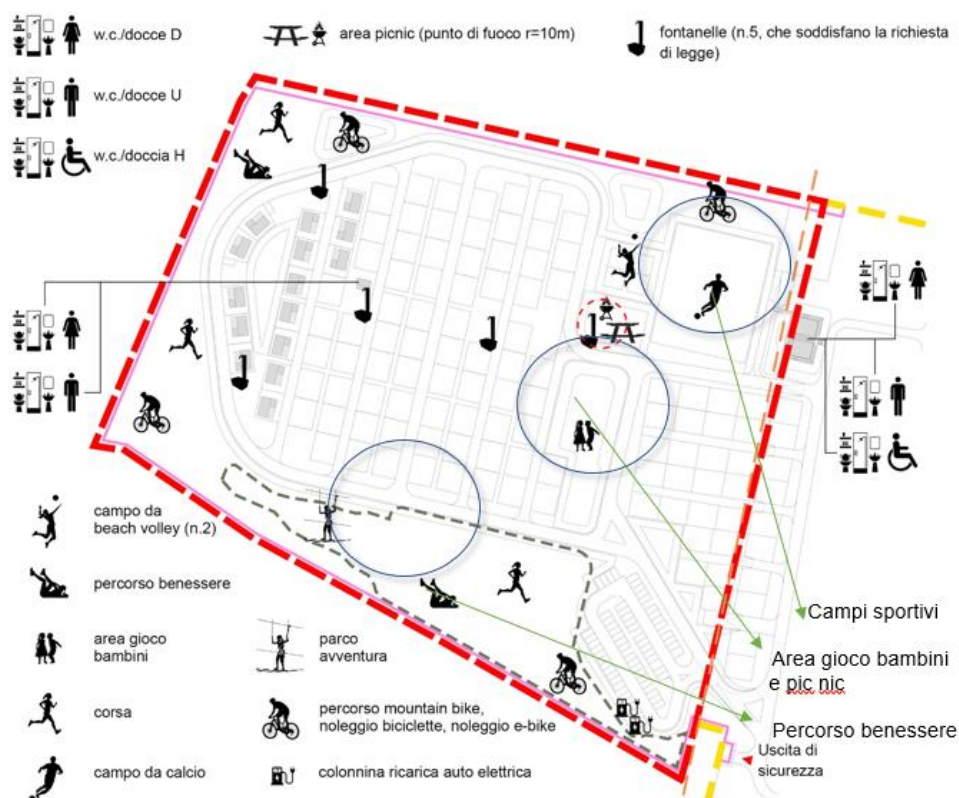 w.c./docce D
area picnic (punto di fuoco r=10m)
fontanelle (n.5, che soddisfano la richiesta
di legge)
w.c./docce U
w.c./doccia H
campo da
beach volley (n.2)
percorso benessere
area gioco
bambini
parco
avventura
corsa
percorso mountain bike,
noleggio biciclette, noleggio e-bike
campo da calcio
colonnina ricarica auto elettrica
Campi sportivi
Area gioco bambini
e pic nic
Percorso benessere
Uscita di
sicurezza